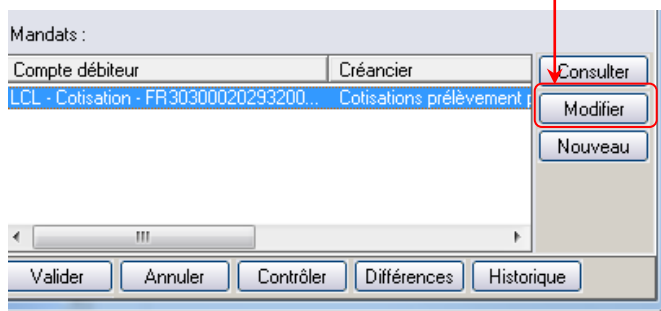 Mandats :
Compte débiteur Créancier
LCL - Cotisation - FR30300020293200... Cotisations prélèvement p
Consulter
Modifier
Nouveau
Valider Annuler Contrôler Différences Historique